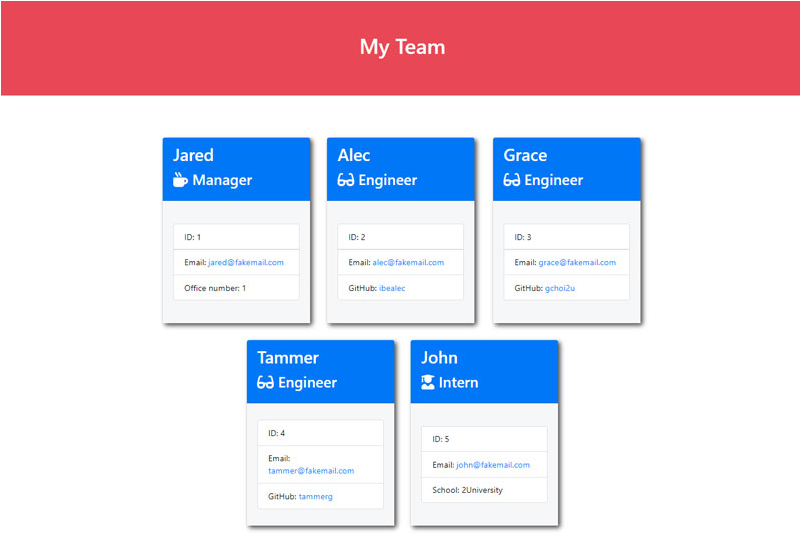 My Team
Jared
Manager
ID: 1
Email: jared@fakemail.com
Office number: 1
Alec
Engineer
ID: 2
Email: alec@fakemail.com
GitHub: ibealec
Grace
Engineer
ID: 3
Email: grace@fakemail.com
GitHub: gchoi2u
Tammer
Engineer
ID: 4
Email:
tammer@fakemail.com
GitHub: tammerg
John
Intern
ID: 5
Email: john@fakemail.com
School: 2University